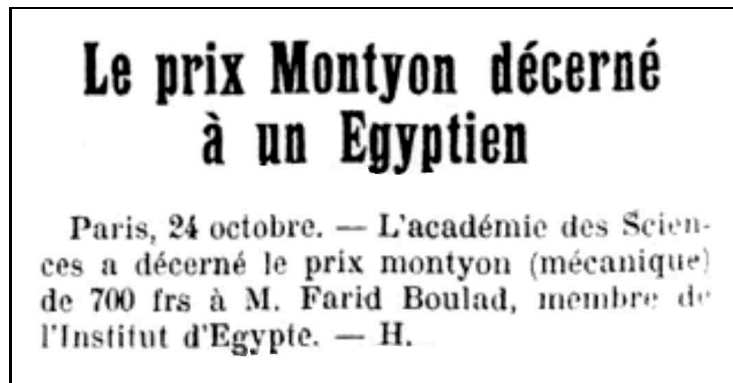 Le prix Montyon décerné
à un Egyptien
Paris, 24 octobre. — L'académie des Scien-
ces a décerné le prix montyon (mécanique)
de 700 frs à M. Farid Boulad, membre de
l'Institut d'Egypte. — H.